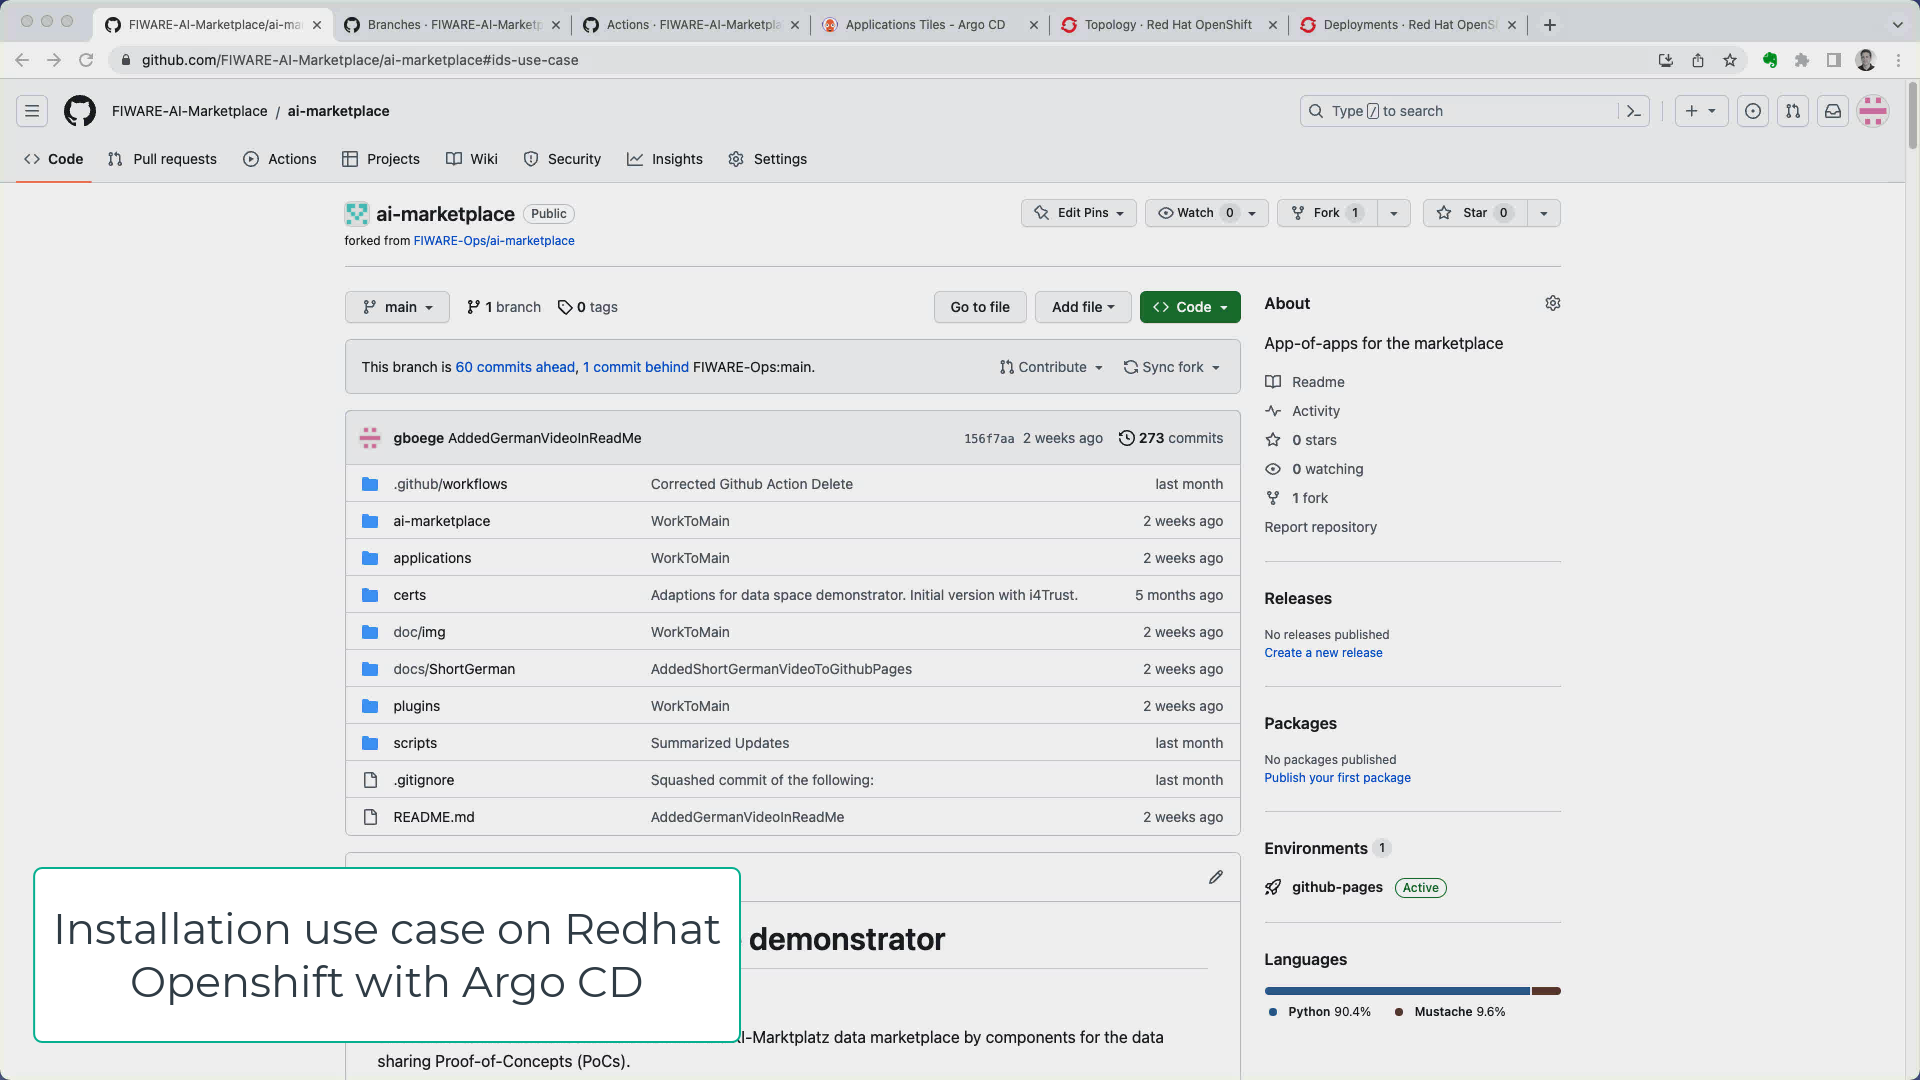 FIWARE-AI-Marketplace/ai-ma
Branches · FIWARE-AI-Marketp
Actions · FIWARE-AI-Marketpla
Applications Tiles - Argo CD
Topology · Red Hat OpenShift
Deployments · Red Hat OpenS
github.com/FIWARE-AI-Marketplace/ai-marketplace#ids-use-case
FIWARE-AI-Marketplace / ai-marketplace
Type / to search
Code
Pull requests
Actions
Projects
Wiki
Security
Insights
Settings
ai-marketplace Public
forked from FIWARE-Ops/ai-marketplace
Edit Pins
Watch 0
Fork 1
Star 0
main
1 branch
0 tags
Go to file
Add file
Code
This branch is 60 commits ahead, 1 commit behind FIWARE-Ops:main.
Contribute
Sync fork
gboege AddedGermanVideoInReadMe 156f7aa 2 weeks ago 273 commits
.github/workflows Corrected Github Action Delete last month
ai-marketplace WorkToMain 2 weeks ago
applications WorkToMain 2 weeks ago
certs Adaptions for data space demonstrator. Initial version with i4Trust. 5 months ago
doc/img WorkToMain 2 weeks ago
docs/ShortGerman AddedShortGermanVideoToGithubPages 2 weeks ago
plugins WorkToMain 2 weeks ago
scripts Summarized Updates last month
.gitignore Squashed commit of the following: last month
README.md AddedGermanVideoInReadMe 2 weeks ago
About
App-of-apps for the marketplace
Readme
Activity
0 stars
0 watching
1 fork
Report repository
Releases
No releases published
Create a new release
Packages
No packages published
Publish your first package
Environments 1
github-pages Active
Languages
Python 90.4% Mustache 9.6%
Installation use case on Redhat
Openshift with Argo CD
demonstrator
I-Marktplatz data marketplace by components for the data
sharing Proof-of-Concepts (PoCs).